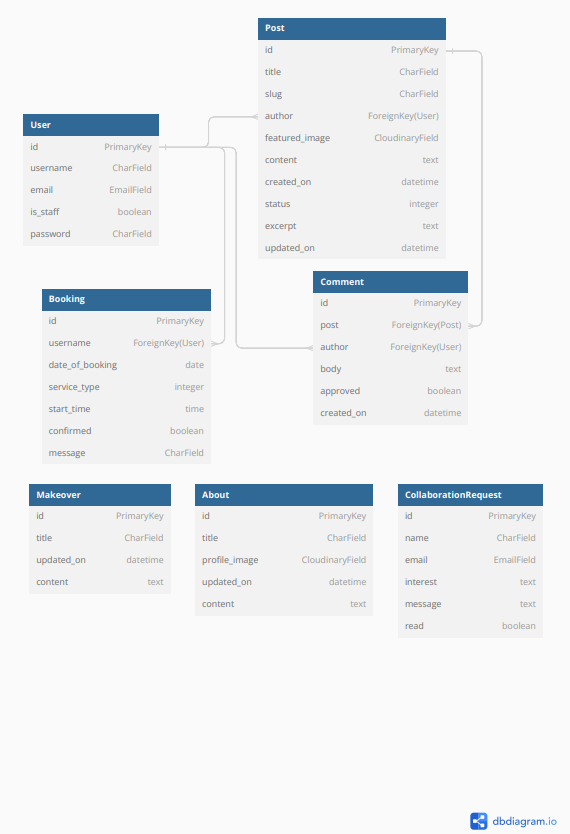 Post
id PrimaryKey
title CharField
slug CharField
author ForeignKey(User)
featured_image CloudinaryField
content text
created_on datetime
status integer
excerpt text
updated_on datetime
User
id PrimaryKey
username CharField
email EmailField
is_staff boolean
password CharField
Comment
id PrimaryKey
post ForeignKey(Post)
author ForeignKey(User)
body text
approved boolean
created_on datetime
Booking
id PrimaryKey
username ForeignKey(User)
date_of_booking date
service_type integer
start_time time
confirmed boolean
message CharField
Makeover
id PrimaryKey
title CharField
updated_on datetime
content text
About
id PrimaryKey
title CharField
profile_image CloudinaryField
updated_on datetime
content text
CollaborationRequest
id PrimaryKey
name CharField
email EmailField
interest text
message text
read boolean
dbdiagram.io